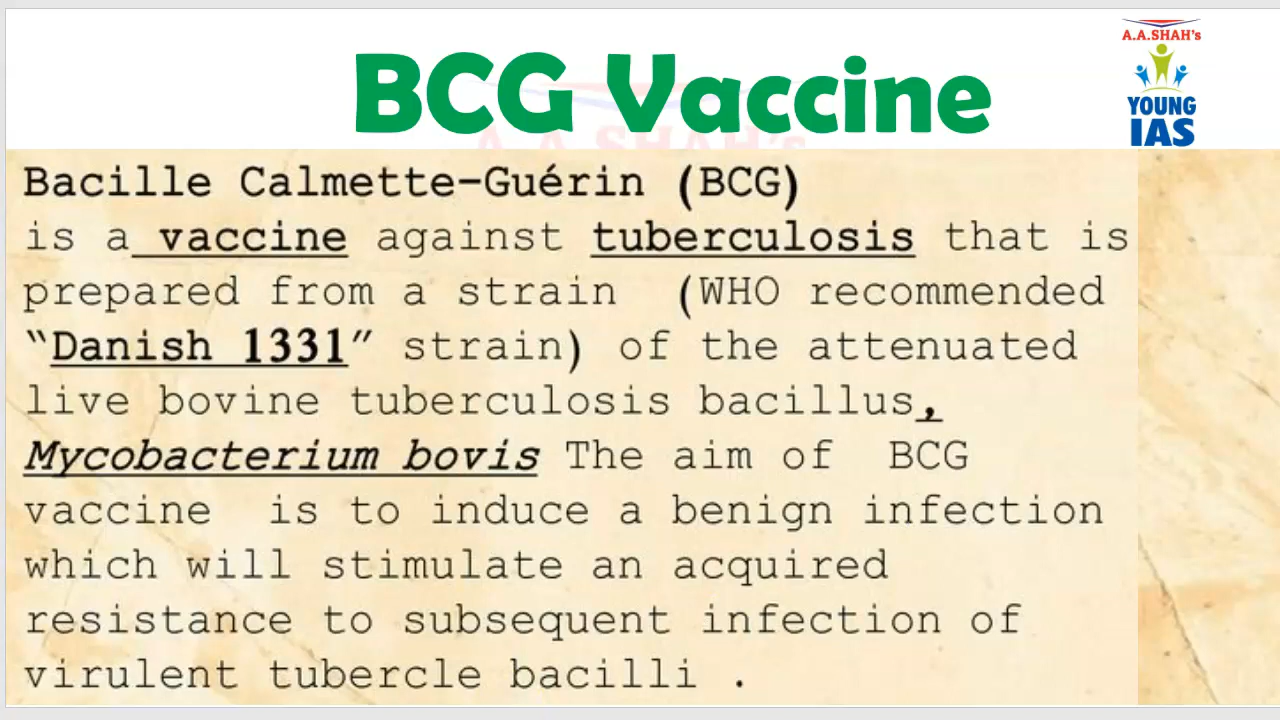 BCG Vaccine
A.A.SHAH's
YOUNG
IAS
A.A.SHAH's
Bacille Calmette-Guérin (BCG)
is a vaccine against tuberculosis that is
prepared from a strain (WHO recommended
“Danish 1331” strain) of the attenuated
live bovine tuberculosis bacillus,
Mycobacterium bovis The aim of BCG
vaccine is to induce a benign infection
which will stimulate an acquired
resistance to subsequent infection of
virulent tubercle bacilli .